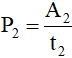 P₂ = A₂ / t₂